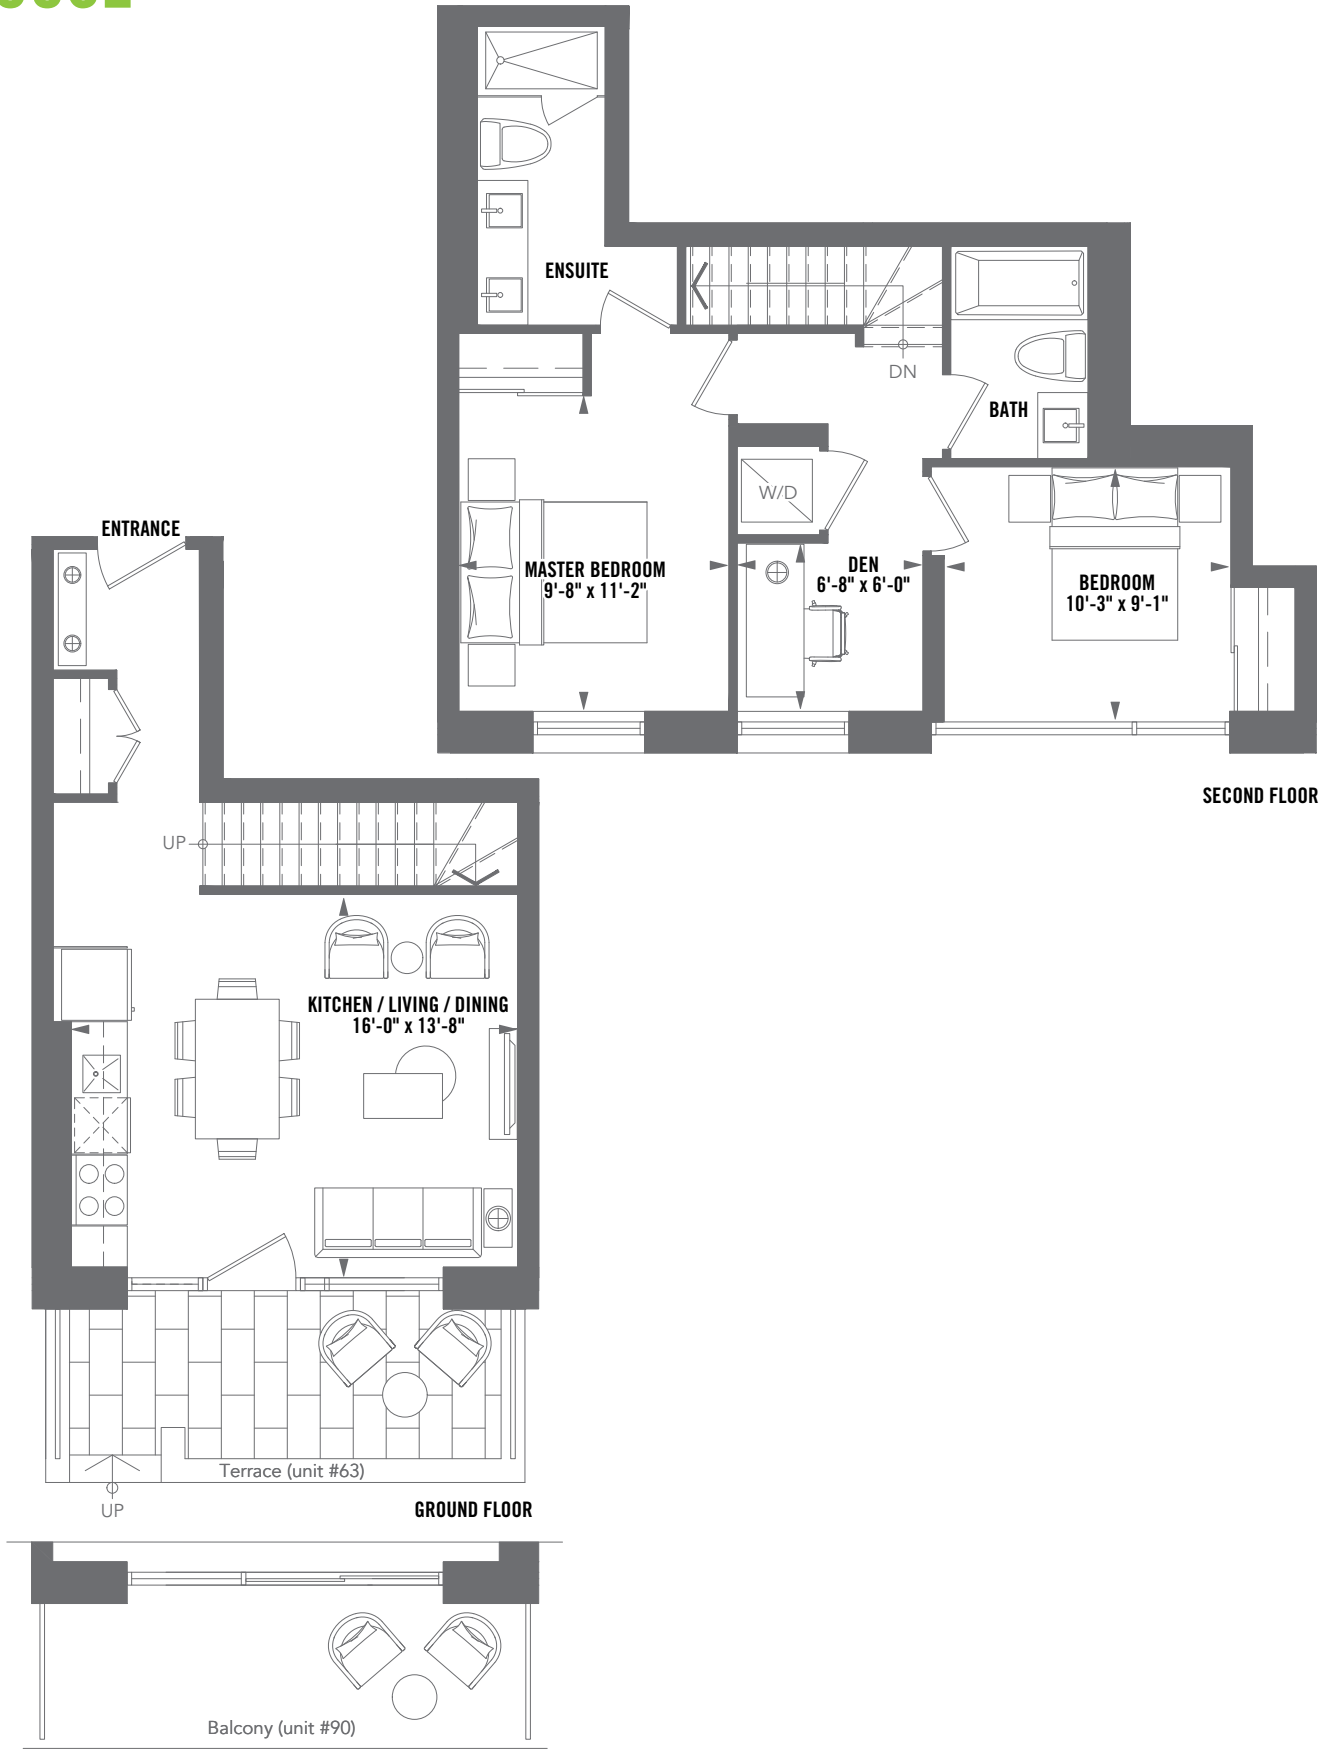 ENSUITE
DN
BATH
W/D
ENTRANCE
MASTER BEDROOM
9'-8" x 11'-2"
DEN
6'-8" x 6'-0"
BEDROOM
10'-3" x 9'-1"
SECOND FLOOR
UP
KITCHEN / LIVING / DINING
16'-0" x 13'-8"
Terrace (unit #63)
UP
GROUND FLOOR
Balcony (unit #90)